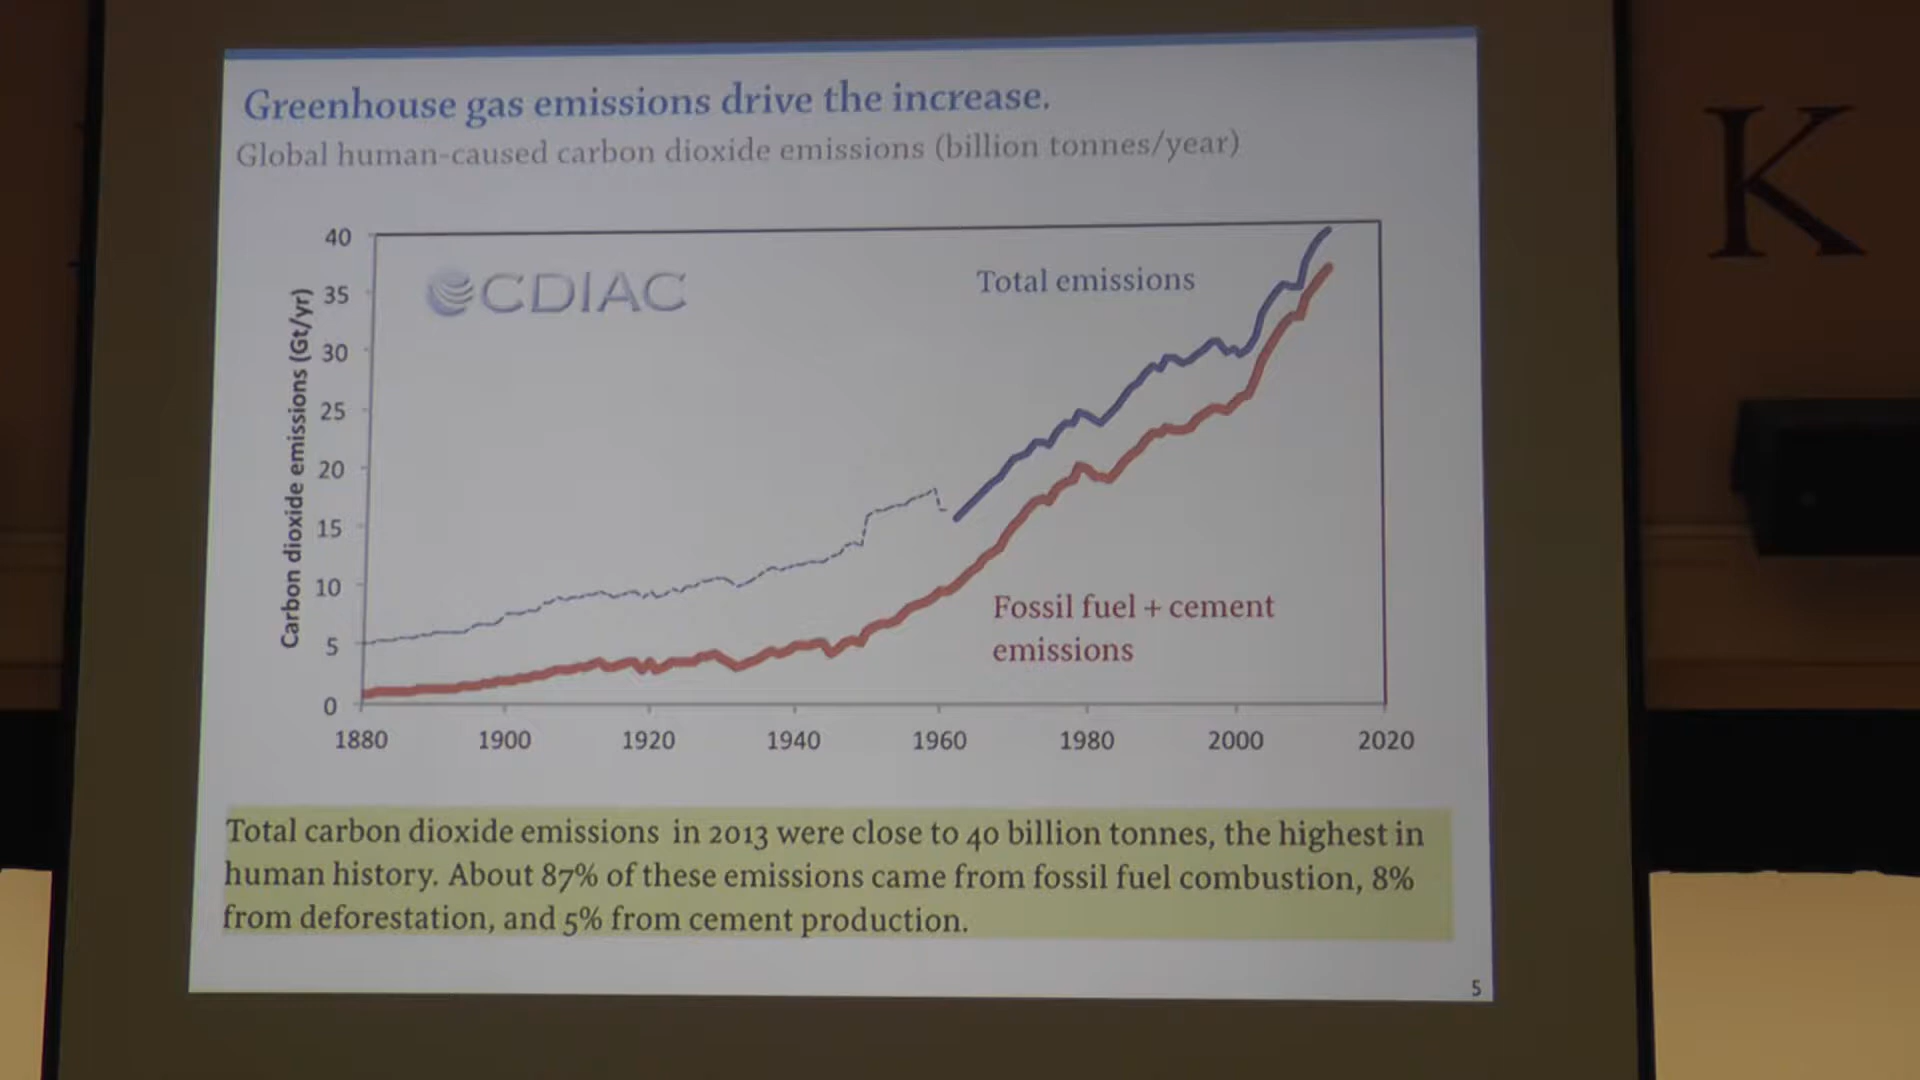 Greenhouse gas emissions drive the increase.
Global human-caused carbon dioxide emissions (billion tonnes/year)
K
CDIAC
Carbon dioxide emissions (Gt/yr)
40
35
30
25
20
15
10
5
0
Total emissions
Fossil fuel + cement
emissions
1880 1900 1920 1940 1960 1980 2000 2020
Total carbon dioxide emissions in 2013 were close to 40 billion tonnes, the highest in
human history. About 87% of these emissions came from fossil fuel combustion, 8%
from deforestation, and 5% from cement production.
5